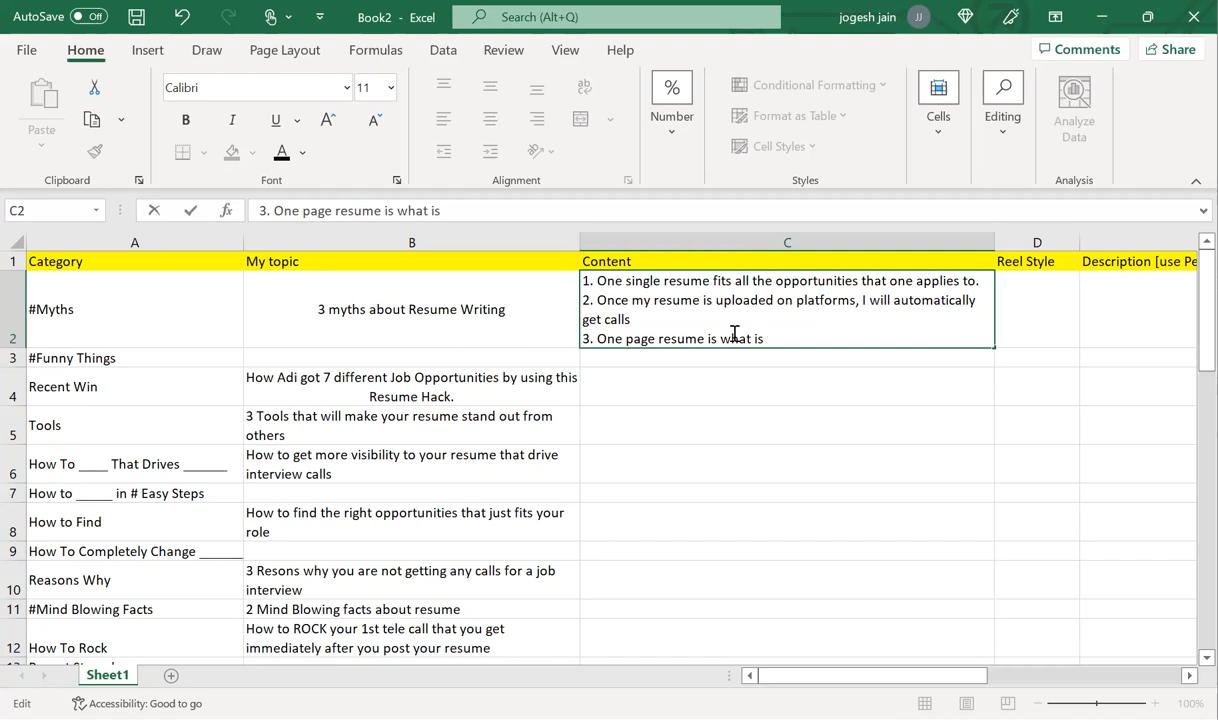 AutoSave Off Book2 - Excel Search (Alt+Q) jogesh jain JJ
File Home Insert Draw Page Layout Formulas Data Review View Help Comments Share
Paste
Clipboard
Calibri 11
B I U A A
A
Font
ab
Alignment
%
Number
Conditional Formatting
Format as Table
Cell Styles
Styles
Cells
Editing
Analyze
Data
Analysis
C2 fx 3. One page resume is what is
A B C D
1 Category My topic Content Reel Style Description [use Pe
2 #Myths 3 myths about Resume Writing
1. One single resume fits all the opportunities that one applies to.
2. Once my resume is uploaded on platforms, I will automatically
get calls
3. One page resume is what is
3 #Funny Things
4 Recent Win How Adi got 7 different Job Opportunities by using this
Resume Hack.
5 Tools 3 Tools that will make your resume stand out from
others
6 How To ____ That Drives ______ How to get more visibility to your resume that drive
interview calls
7 How to _____ in # Easy Steps
8 How to Find How to find the right opportunities that just fits your
role
9 How To Completely Change ______
10 Reasons Why 3 Resons why you are not getting any calls for a job
interview
11 #Mind Blowing Facts 2 Mind Blowing facts about resume
12 How To Rock How to ROCK your 1st tele call that you get
immediately after you post your resume
Sheet1
Edit Accessibility: Good to go 100%